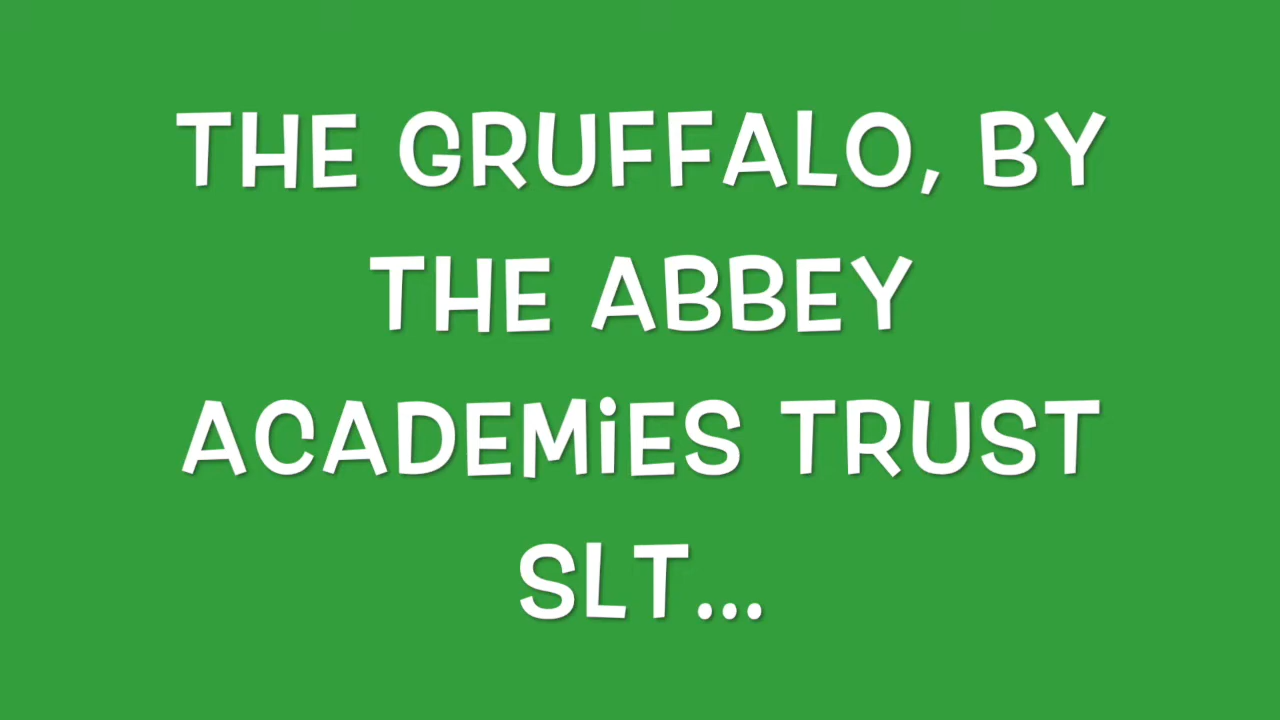 THE GRUFFALO, BY
THE ABBEY
ACADEMiES TRUST
SLT...